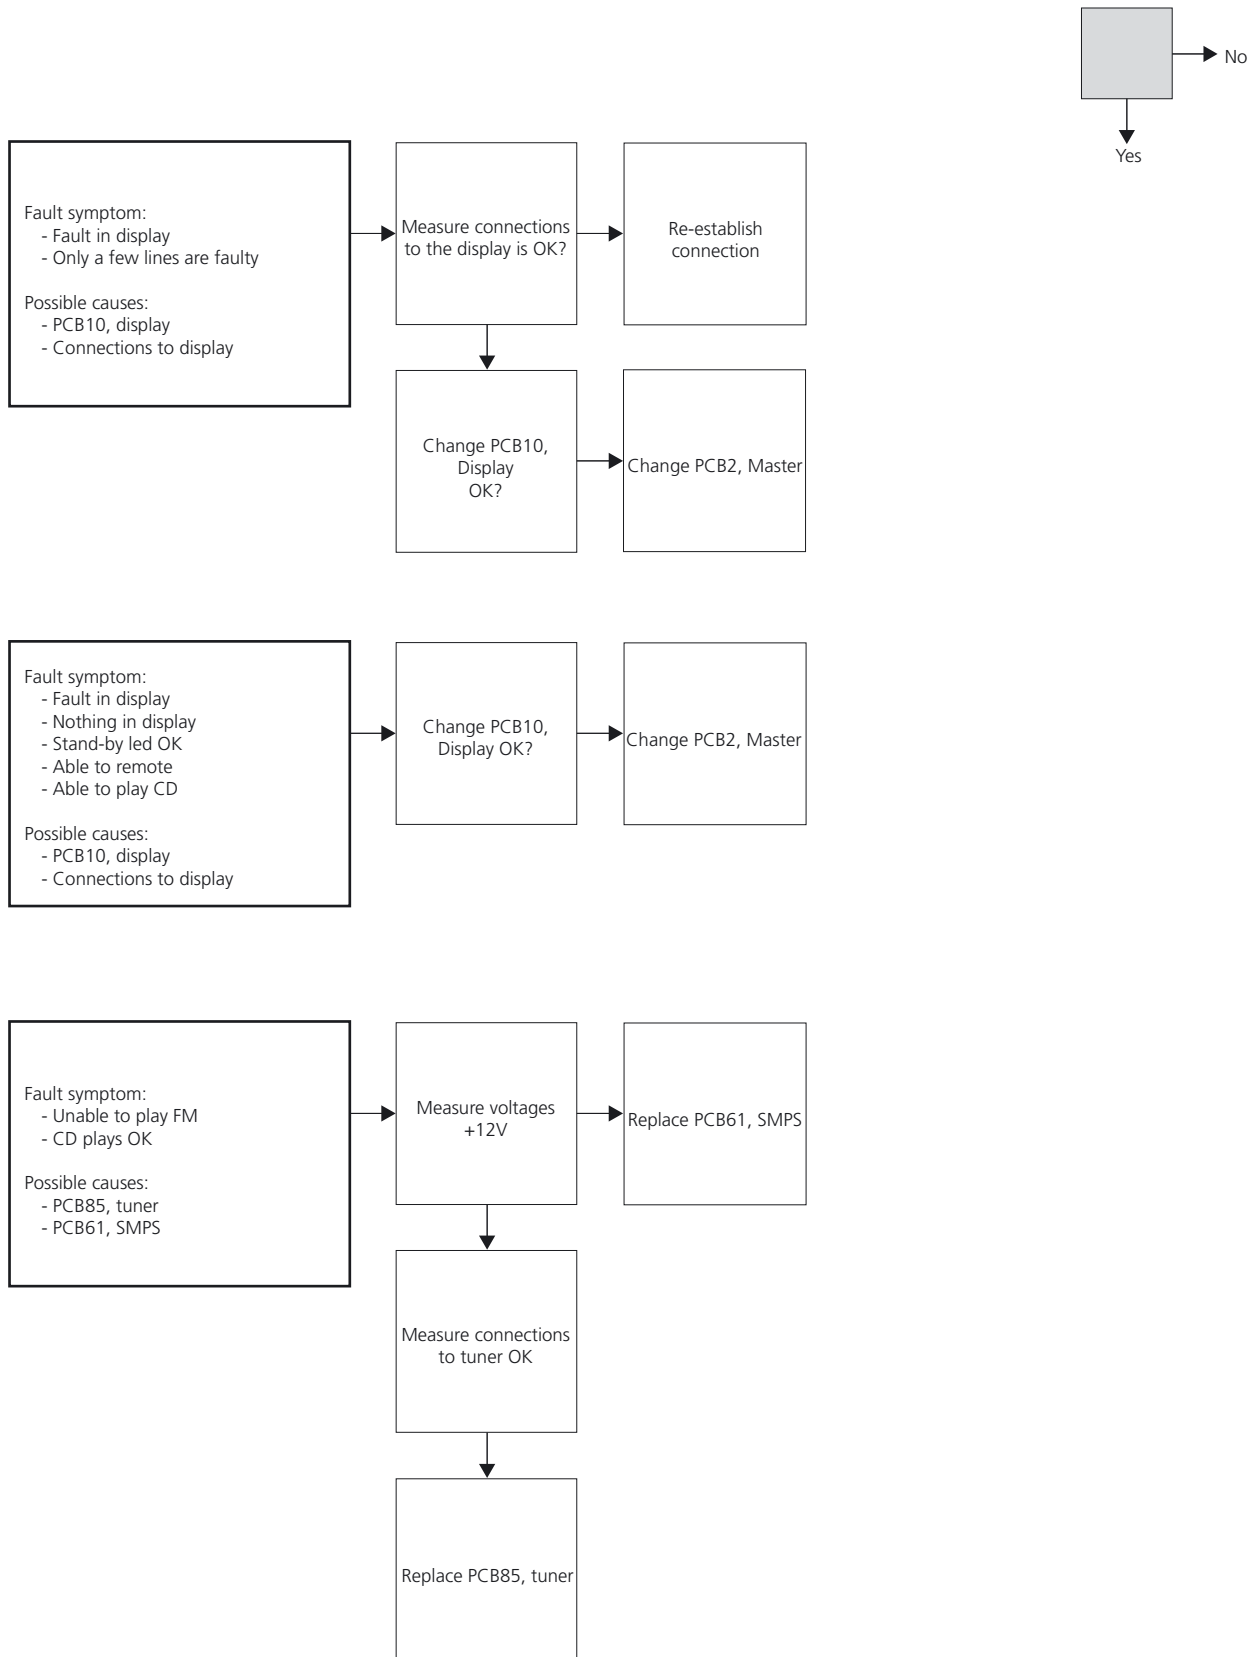 No
Yes
Fault symptom:
- Fault in display
- Only a few lines are faulty
Possible causes:
- PCB10, display
- Connections to display
Measure connections
to the display is OK?
Re-establish
connection
Change PCB10,
Display
OK?
Change PCB2, Master
Fault symptom:
- Fault in display
- Nothing in display
- Stand-by led OK
- Able to remote
- Able to play CD
Possible causes:
- PCB10, display
- Connections to display
Change PCB10,
Display OK?
Change PCB2, Master
Fault symptom:
- Unable to play FM
- CD plays OK
Possible causes:
- PCB85, tuner
- PCB61, SMPS
Measure voltages
+12V
Replace PCB61, SMPS
Measure connections
to tuner OK
Replace PCB85, tuner